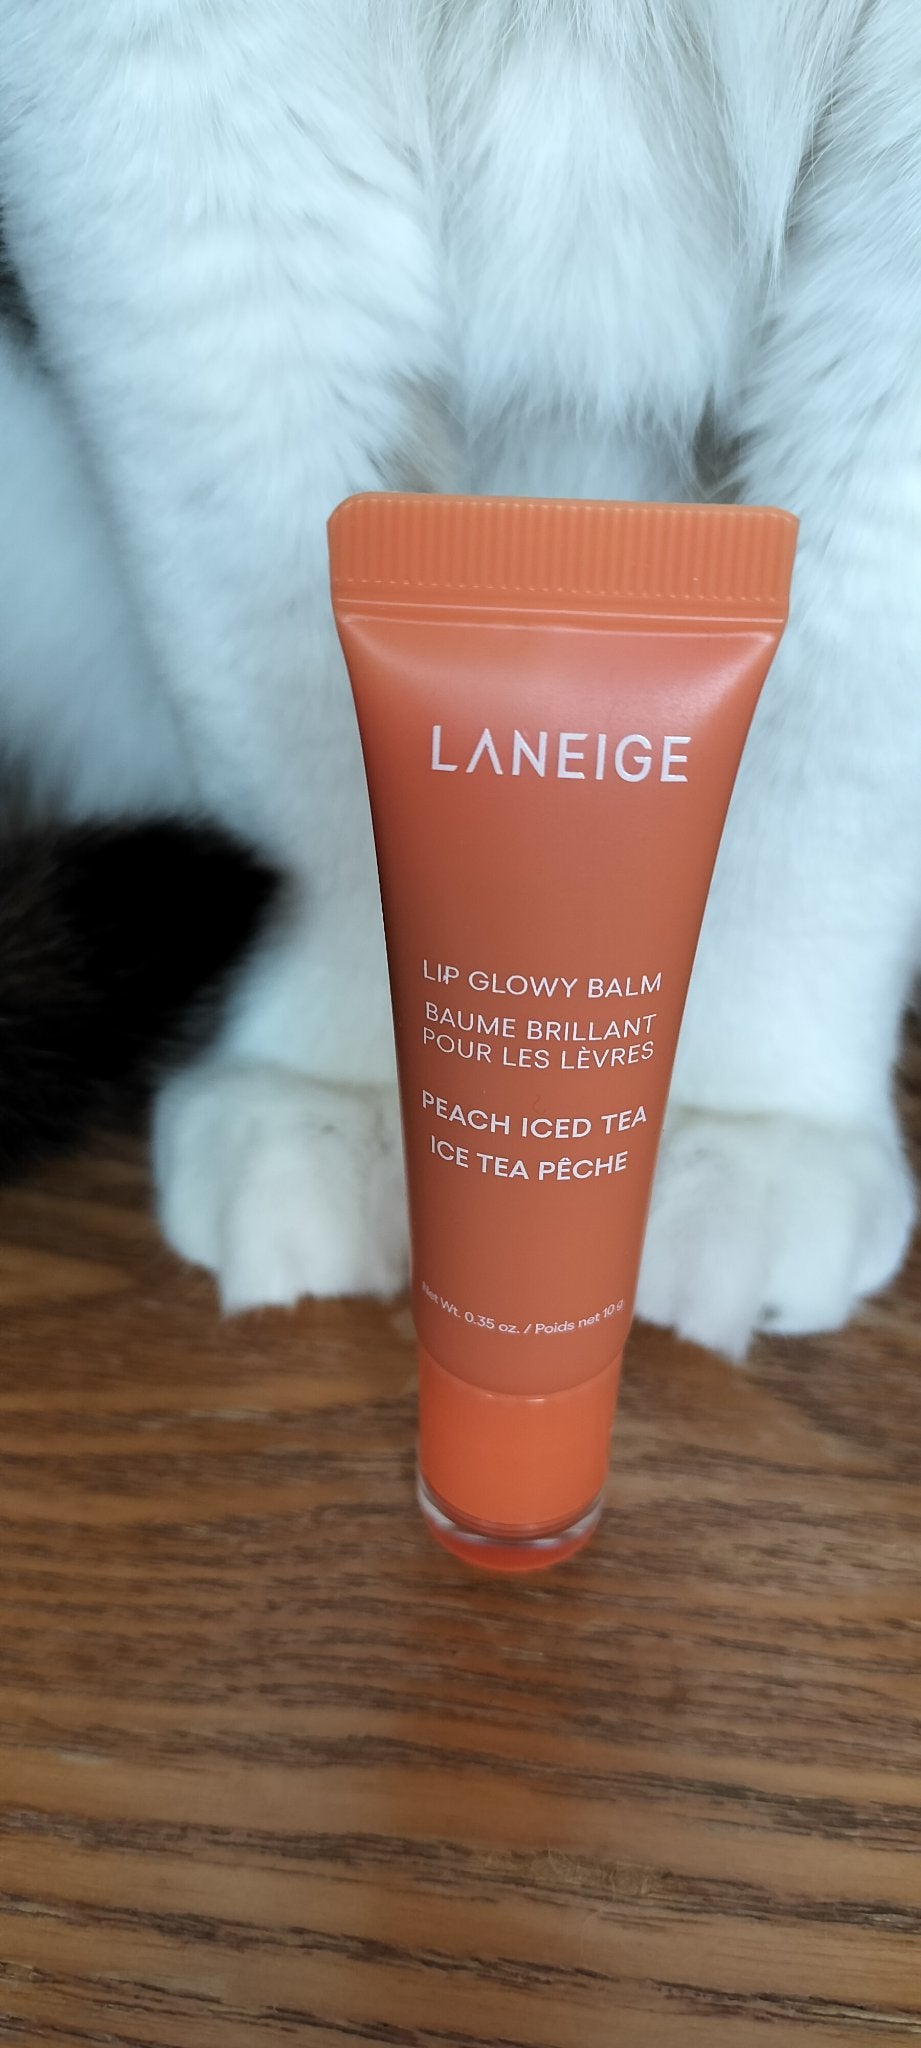 LANEIGE
LIP GLOWY BALM
BAUME BRILLANT
POUR LES LÈVRES
PEACH ICED TEA
ICE TEA PÊCHE
Net Wt. 0.35 oz. / Poids net 10 g